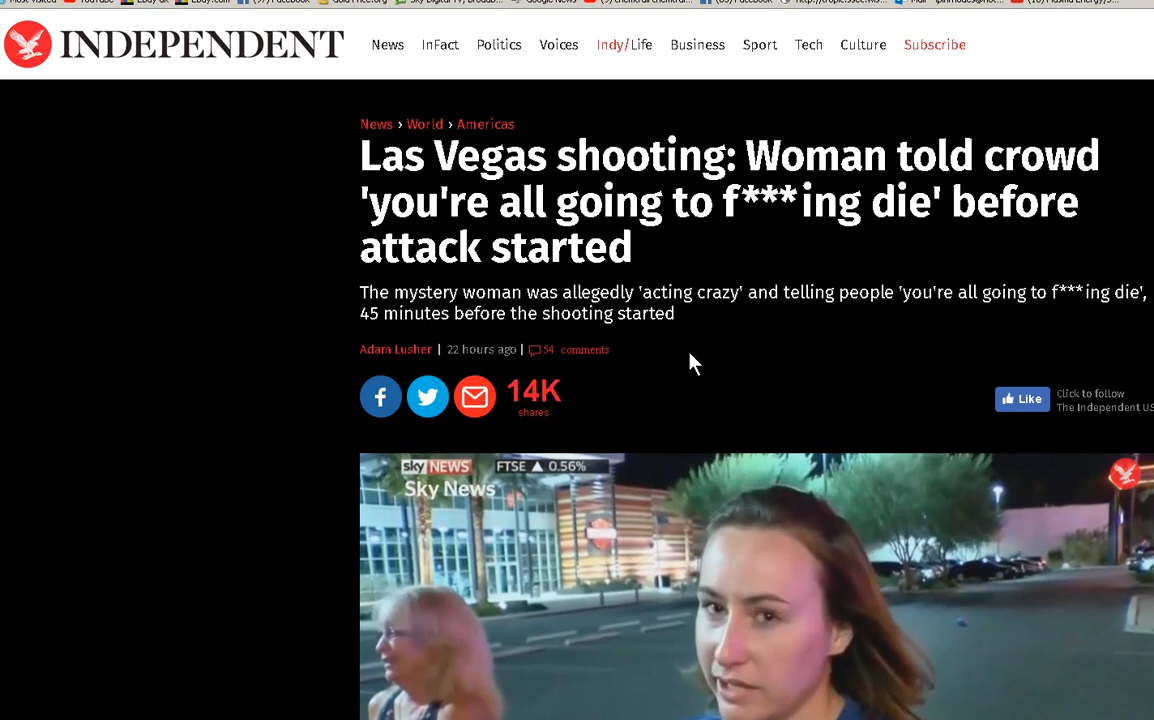 INDEPENDENT
News InFact Politics Voices Indy/Life Business Sport Tech Culture Subscribe
News › World › Americas
Las Vegas shooting: Woman told crowd
'you're all going to f***ing die' before
attack started
The mystery woman was allegedly 'acting crazy' and telling people 'you're all going to f***ing die',
45 minutes before the shooting started
Adam Lusher | 22 hours ago | 54 comments
14K
shares
Like
Click to follow
The Independent US
sky NEWS FTSE ▲ 0.56%
Sky News